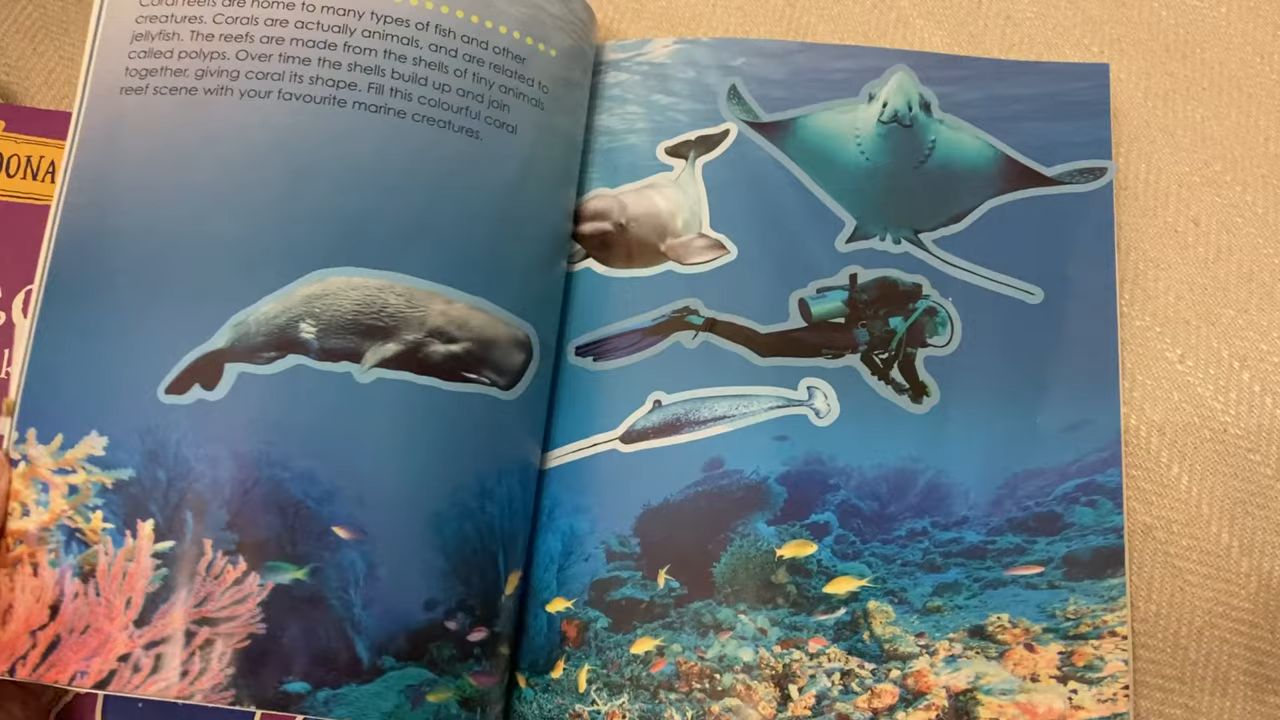 Coral reefs are home to many types of fish and other
creatures. Corals are actually animals, and are related to
jellyfish. The reefs are made from the shells of tiny animals
called polyps. Over time the shells build up and join
together, giving coral its shape. Fill this colourful coral
reef scene with your favourite marine creatures.
DONA